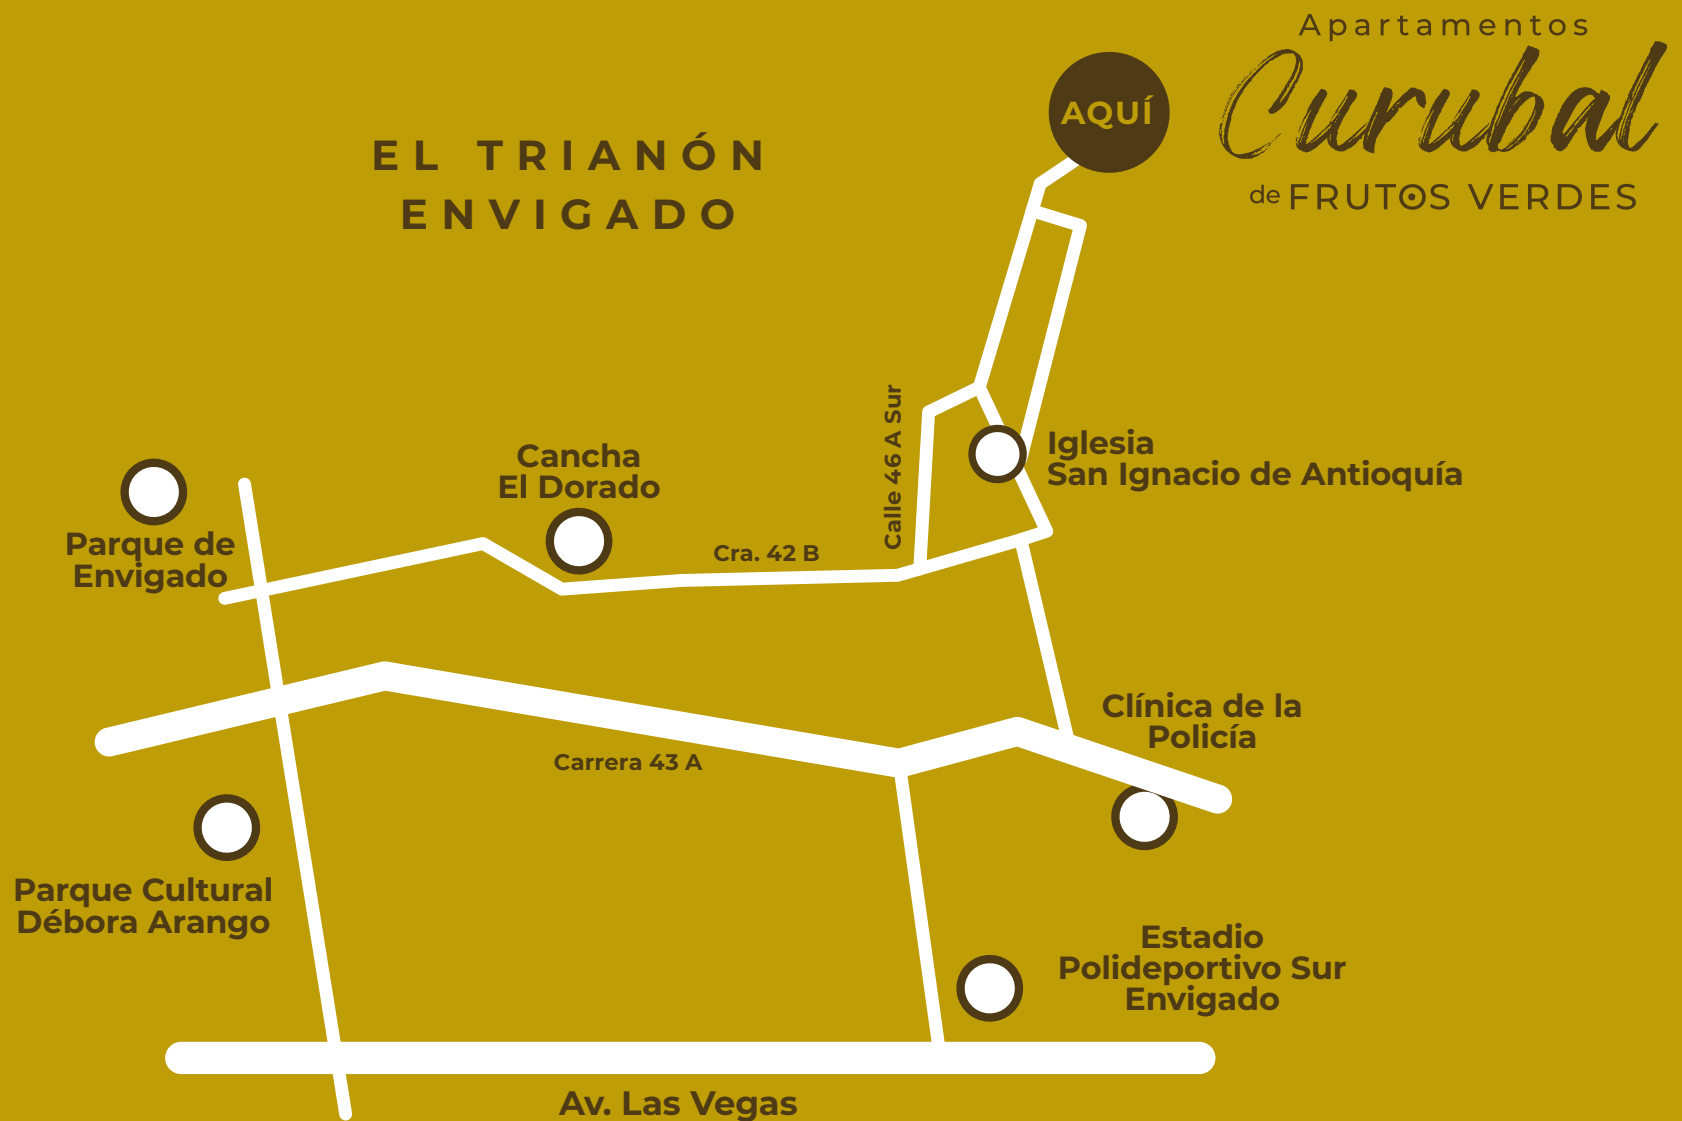 Apartamentos
Curubal
de FRUTOS VERDES
AQUÍ
EL TRIANÓN
ENVIGADO
Calle 46 A Sur
Iglesia
San Ignacio de Antioquía
Cancha
El Dorado
Parque de
Envigado
Cra. 42 B
Clínica de la
Policía
Carrera 43 A
Parque Cultural
Débora Arango
Estadio
Polideportivo Sur
Envigado
Av. Las Vegas